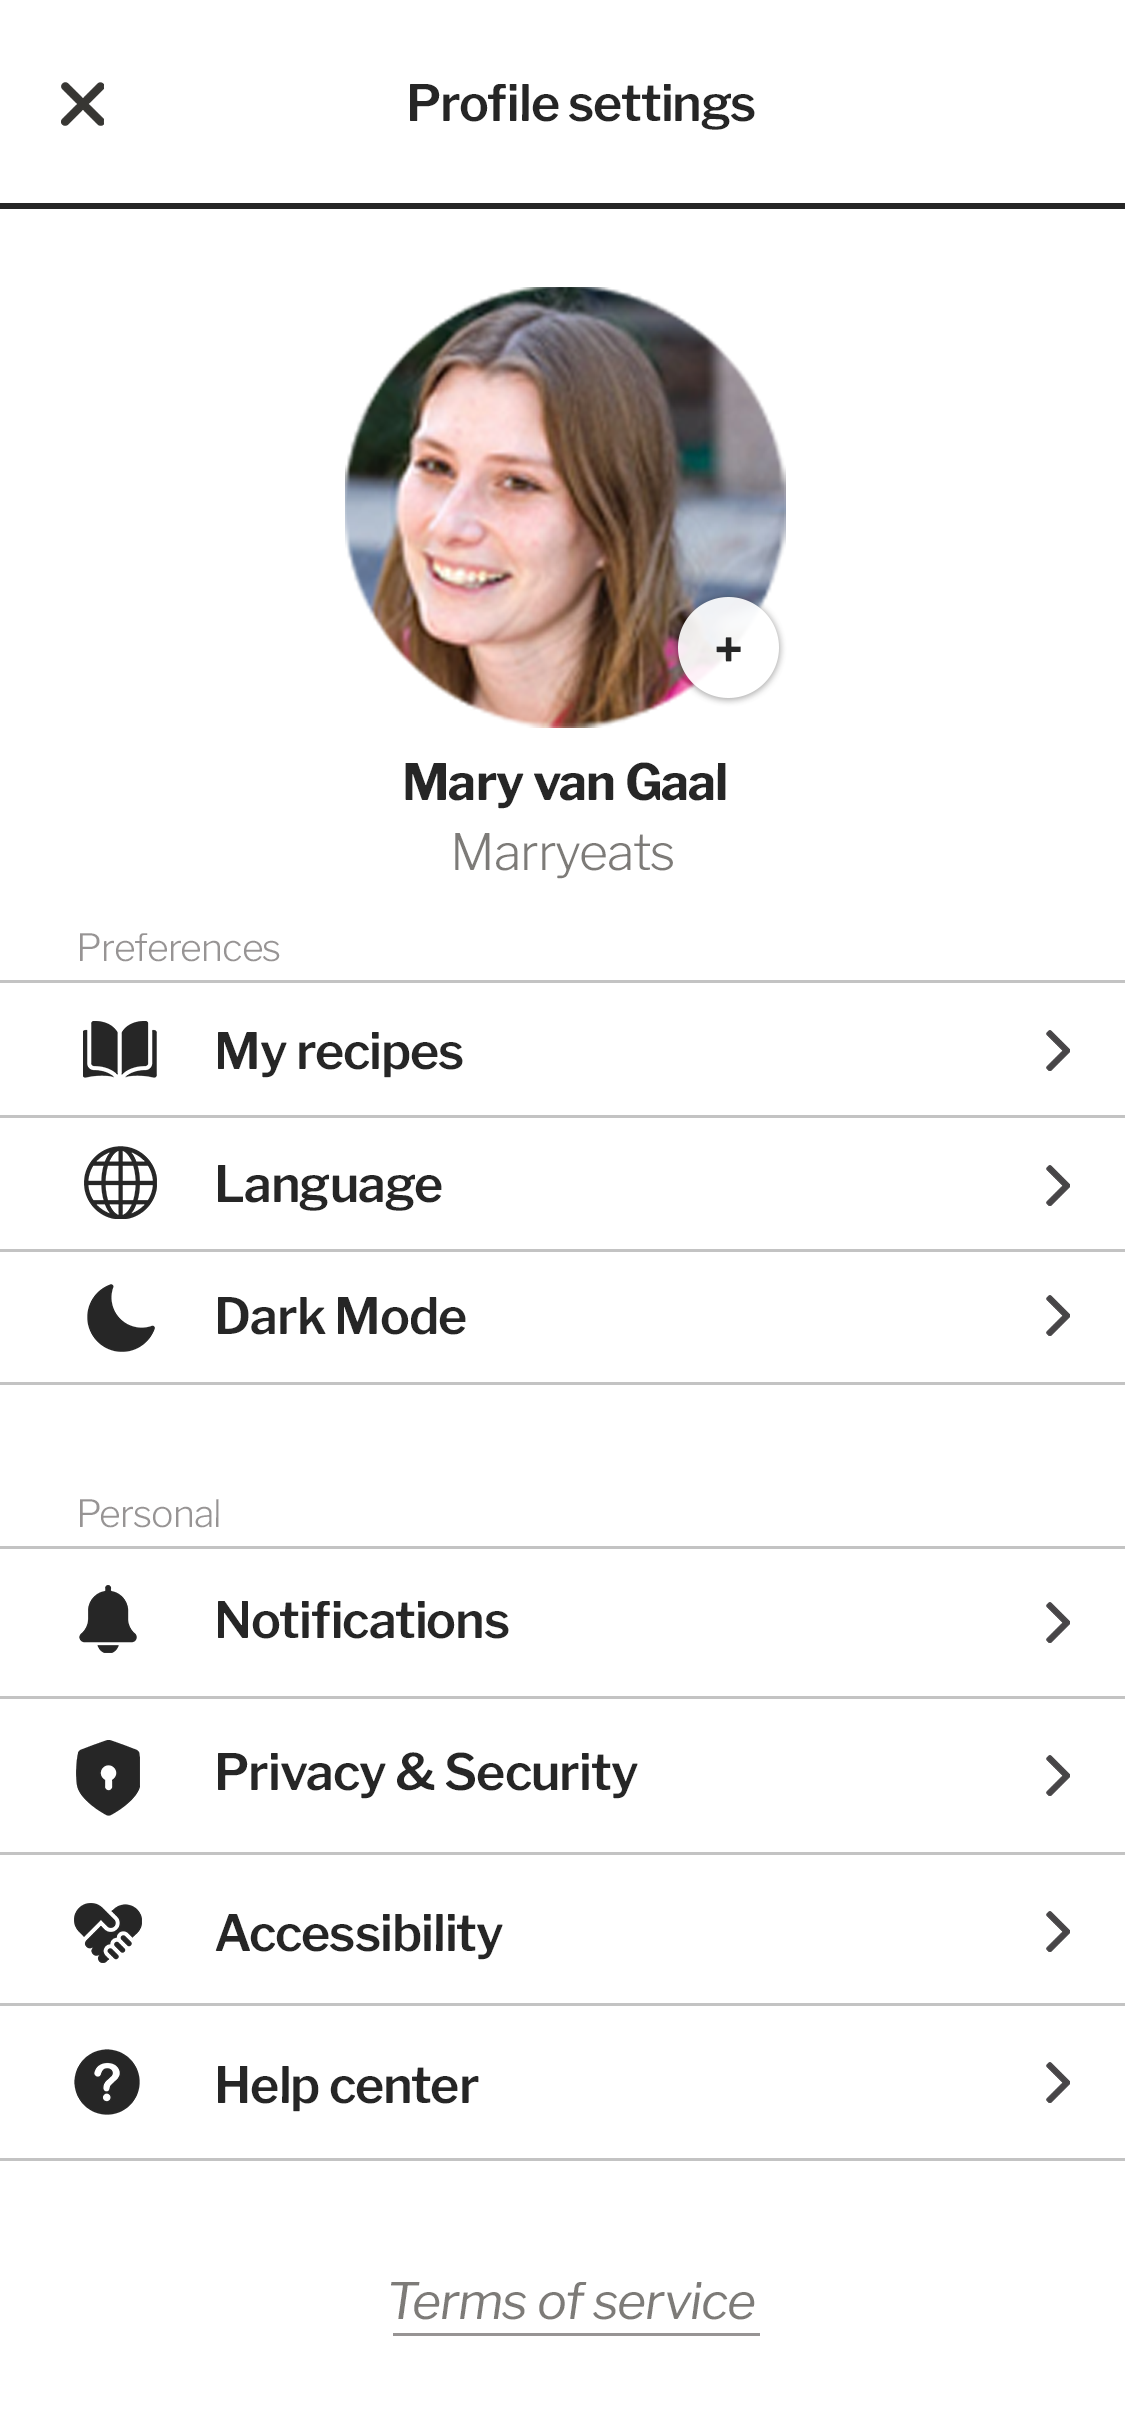 Profile settings
+
Mary van Gaal
Marryeats
Preferences
My recipes
Language
Dark Mode
Personal
Notifications
Privacy & Security
Accessibility
?
Help center
Terms of service